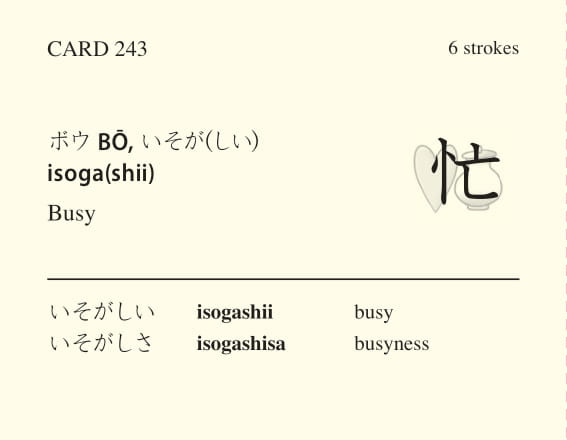 CARD 243
6 strokes
ボウ BŌ, いそが(しい)
isoga(shii)
Busy
忙
いそがしい isogashii busy
いそがしさ isogashisa busyness